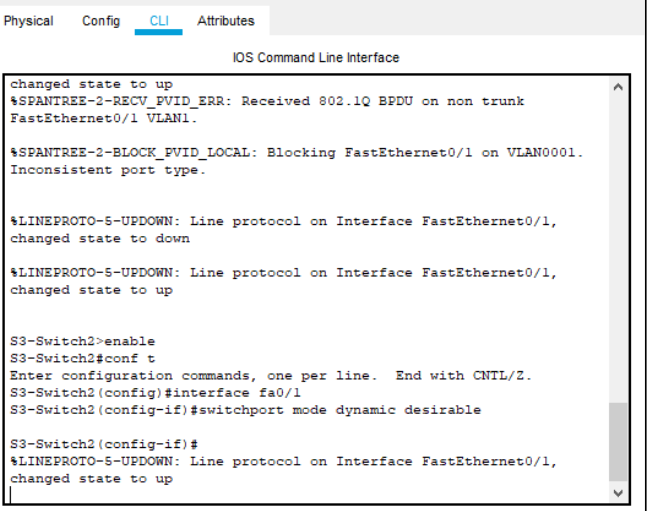 Physical Config CLI Attributes
IOS Command Line Interface
changed state to up
%SPANTREE-2-RECV_PVID_ERR: Received 802.1Q BPDU on non trunk
FastEthernet0/1 VLAN1.
%SPANTREE-2-BLOCK_PVID_LOCAL: Blocking FastEthernet0/1 on VLAN0001.
Inconsistent port type.
%LINEPROTO-5-UPDOWN: Line protocol on Interface FastEthernet0/1,
changed state to down
%LINEPROTO-5-UPDOWN: Line protocol on Interface FastEthernet0/1,
changed state to up
S3-Switch2>enable
S3-Switch2#conf t
Enter configuration commands, one per line.  End with CNTL/Z.
S3-Switch2(config)#interface fa0/1
S3-Switch2(config-if)#switchport mode dynamic desirable
S3-Switch2(config-if)#
%LINEPROTO-5-UPDOWN: Line protocol on Interface FastEthernet0/1,
changed state to up